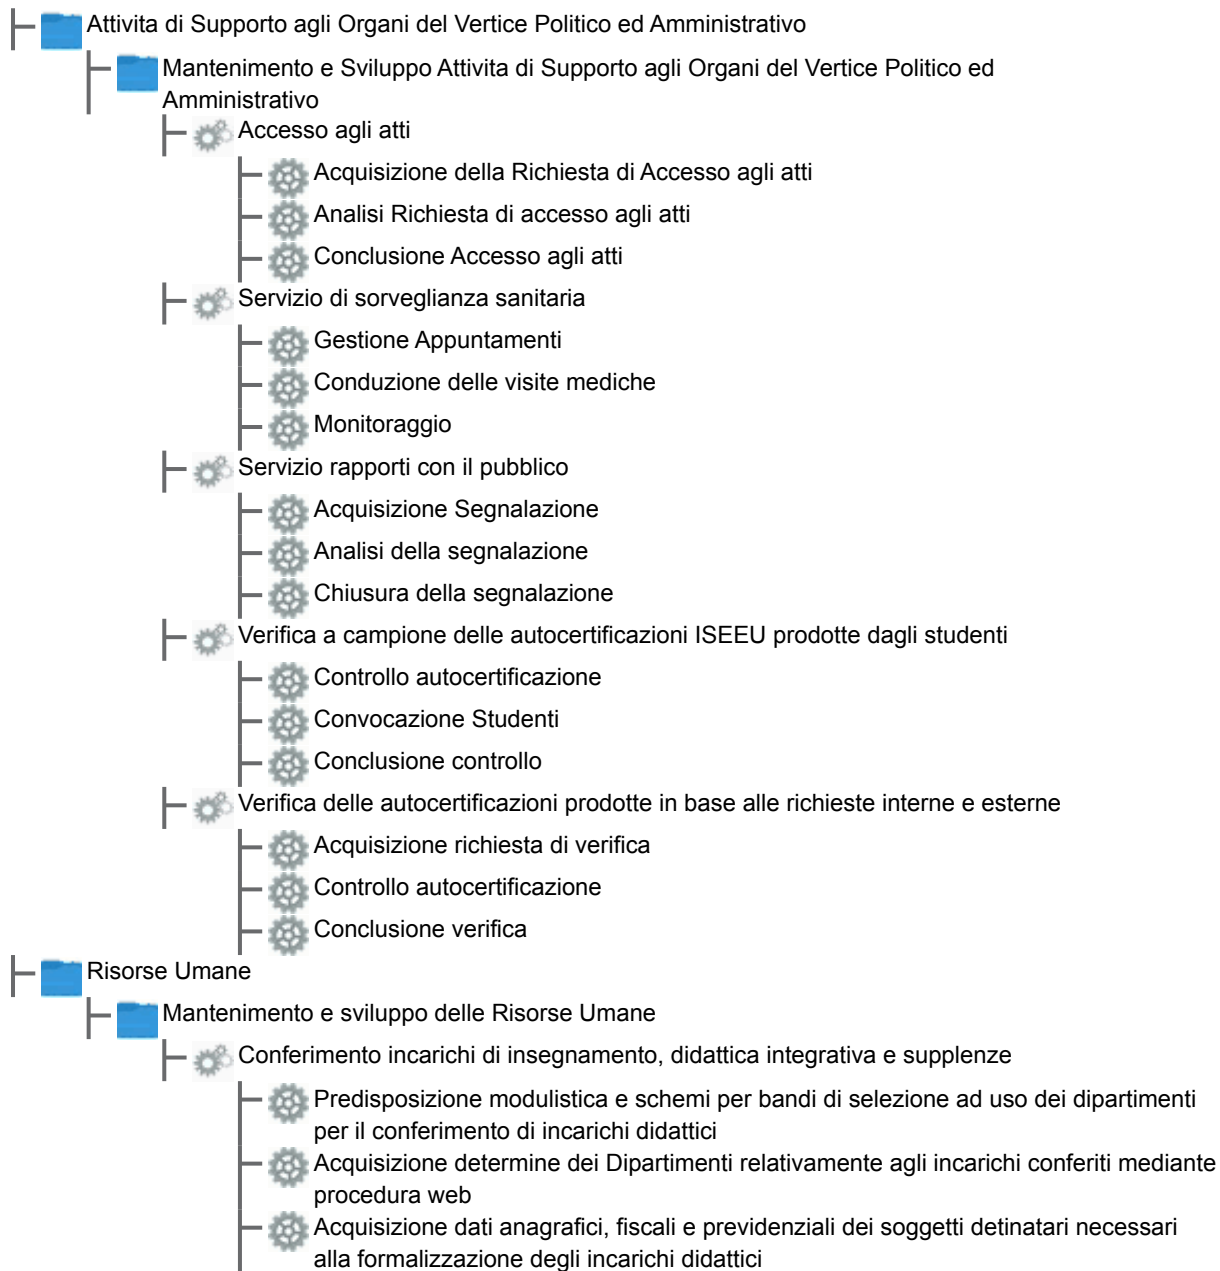 Attivita di Supporto agli Organi del Vertice Politico ed Amministrativo
Mantenimento e Sviluppo Attivita di Supporto agli Organi del Vertice Politico ed
Amministrativo
Accesso agli atti
Acquisizione della Richiesta di Accesso agli atti
Analisi Richiesta di accesso agli atti
Conclusione Accesso agli atti
Servizio di sorveglianza sanitaria
Gestione Appuntamenti
Conduzione delle visite mediche
Monitoraggio
Servizio rapporti con il pubblico
Acquisizione Segnalazione
Analisi della segnalazione
Chiusura della segnalazione
Verifica a campione delle autocertificazioni ISEEU prodotte dagli studenti
Controllo autocertificazione
Convocazione Studenti
Conclusione controllo
Verifica delle autocertificazioni prodotte in base alle richieste interne e esterne
Acquisizione richiesta di verifica
Controllo autocertificazione
Conclusione verifica
Risorse Umane
Mantenimento e sviluppo delle Risorse Umane
Conferimento incarichi di insegnamento, didattica integrativa e supplenze
Predisposizione modulistica e schemi per bandi di selezione ad uso dei dipartimenti
per il conferimento di incarichi didattici
Acquisizione determine dei Dipartimenti relativamente agli incarichi conferiti mediante
procedura web
Acquisizione dati anagrafici, fiscali e previdenziali dei soggetti detinatari necessari
alla formalizzazione degli incarichi didattici